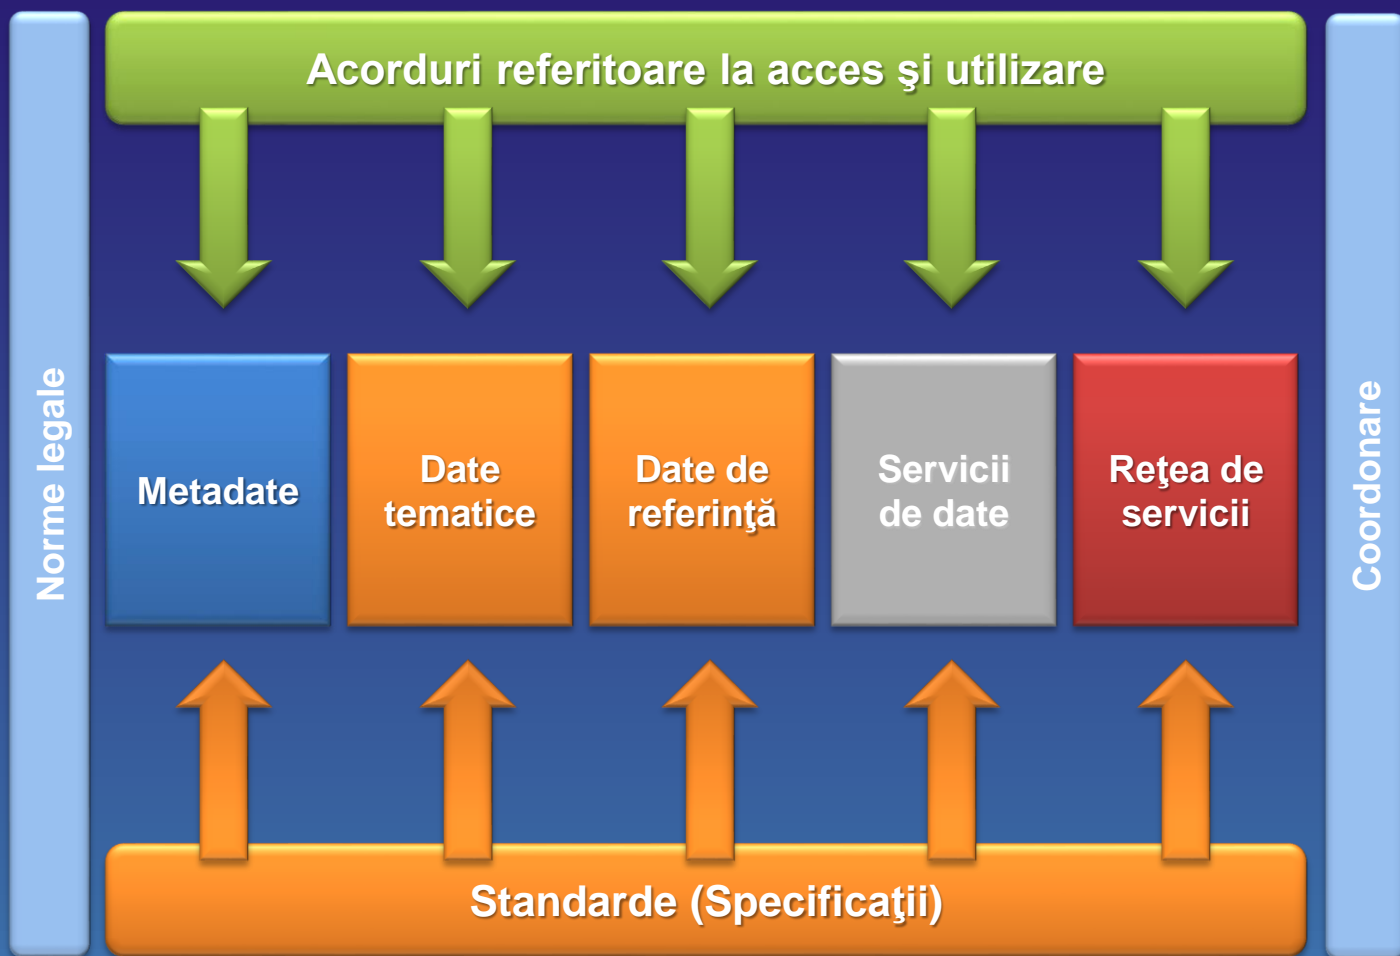 Acorduri referitoare la acces şi utilizare
Norme legale
Metadate
Date
tematice
Date de
referinţă
Servicii
de date
Reţea de
servicii
Coordonare
Standarde (Specificaţii)